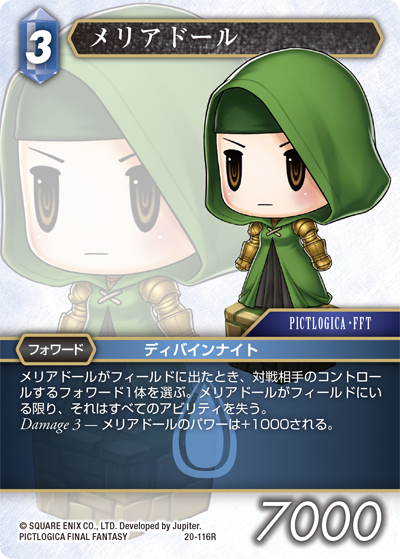 3
メリアドール
PICTLOGICA・FFT
フォワード
ディバインナイト
メリアドールがフィールドに出たとき、対戦相手のコントロー
ルするフォワード1体を選ぶ。メリアドールがフィールドにい
る限り、それはすべてのアビリティを失う。
Damage 3 — メリアドールのパワーは+1000される。
© SQUARE ENIX CO., LTD. Developed by Jupiter.
PICTLOGICA FINAL FANTASY
20-116R
7000